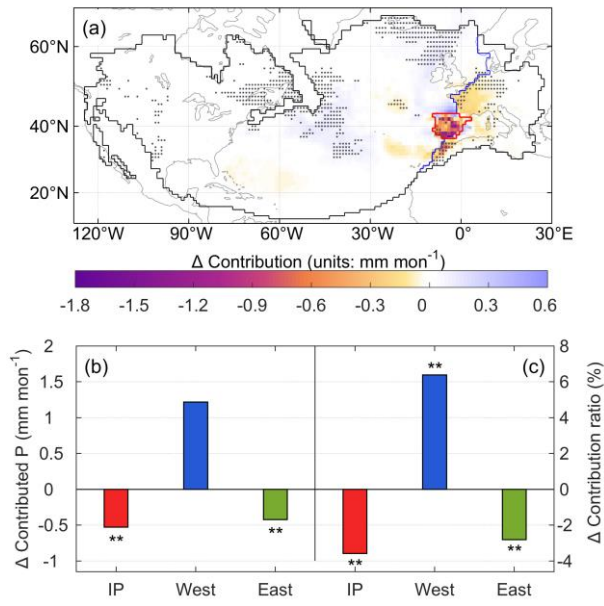 (a)
60°N
40°N
20°N
120°W 90°W 60°W 30°W 0°E 30°E
Δ Contribution (units: mm mon⁻¹)
-1.8 -1.5 -1.2 -0.9 -0.6 -0.3 0 0.3 0.6
(b) (c)
Δ Contributed P (mm mon⁻¹)
2
1.5
1
0.5
0
-0.5
-1
** ** ** ** **
IP West East IP West East
8
6
4
2
0
-2
-4
Δ Contribution ratio (%)